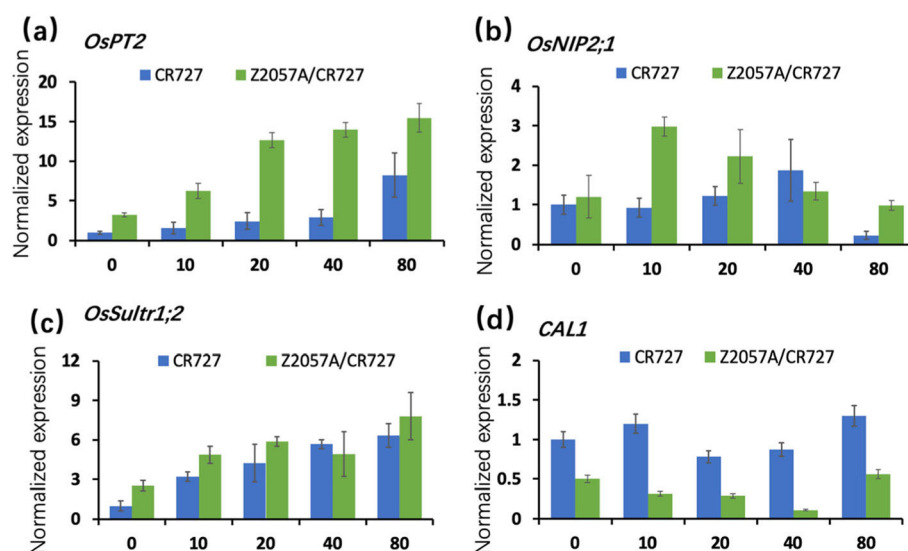 (a)
OsPT2
CR727 Z2057A/CR727
Normalized expression
20
15
10
5
0
0 10 20 40 80
(b)
OsNIP2;1
CR727 Z2057A/CR727
Normalized expression
4
3
2
1
0
0 10 20 40 80
(c)
OsSultr1;2
CR727 Z2057A/CR727
Normalized expression
12
9
6
3
0
0 10 20 40 80
(d)
CAL1
CR727 Z2057A/CR727
Normalized expression
2
1.5
1
0.5
0
0 10 20 40 80